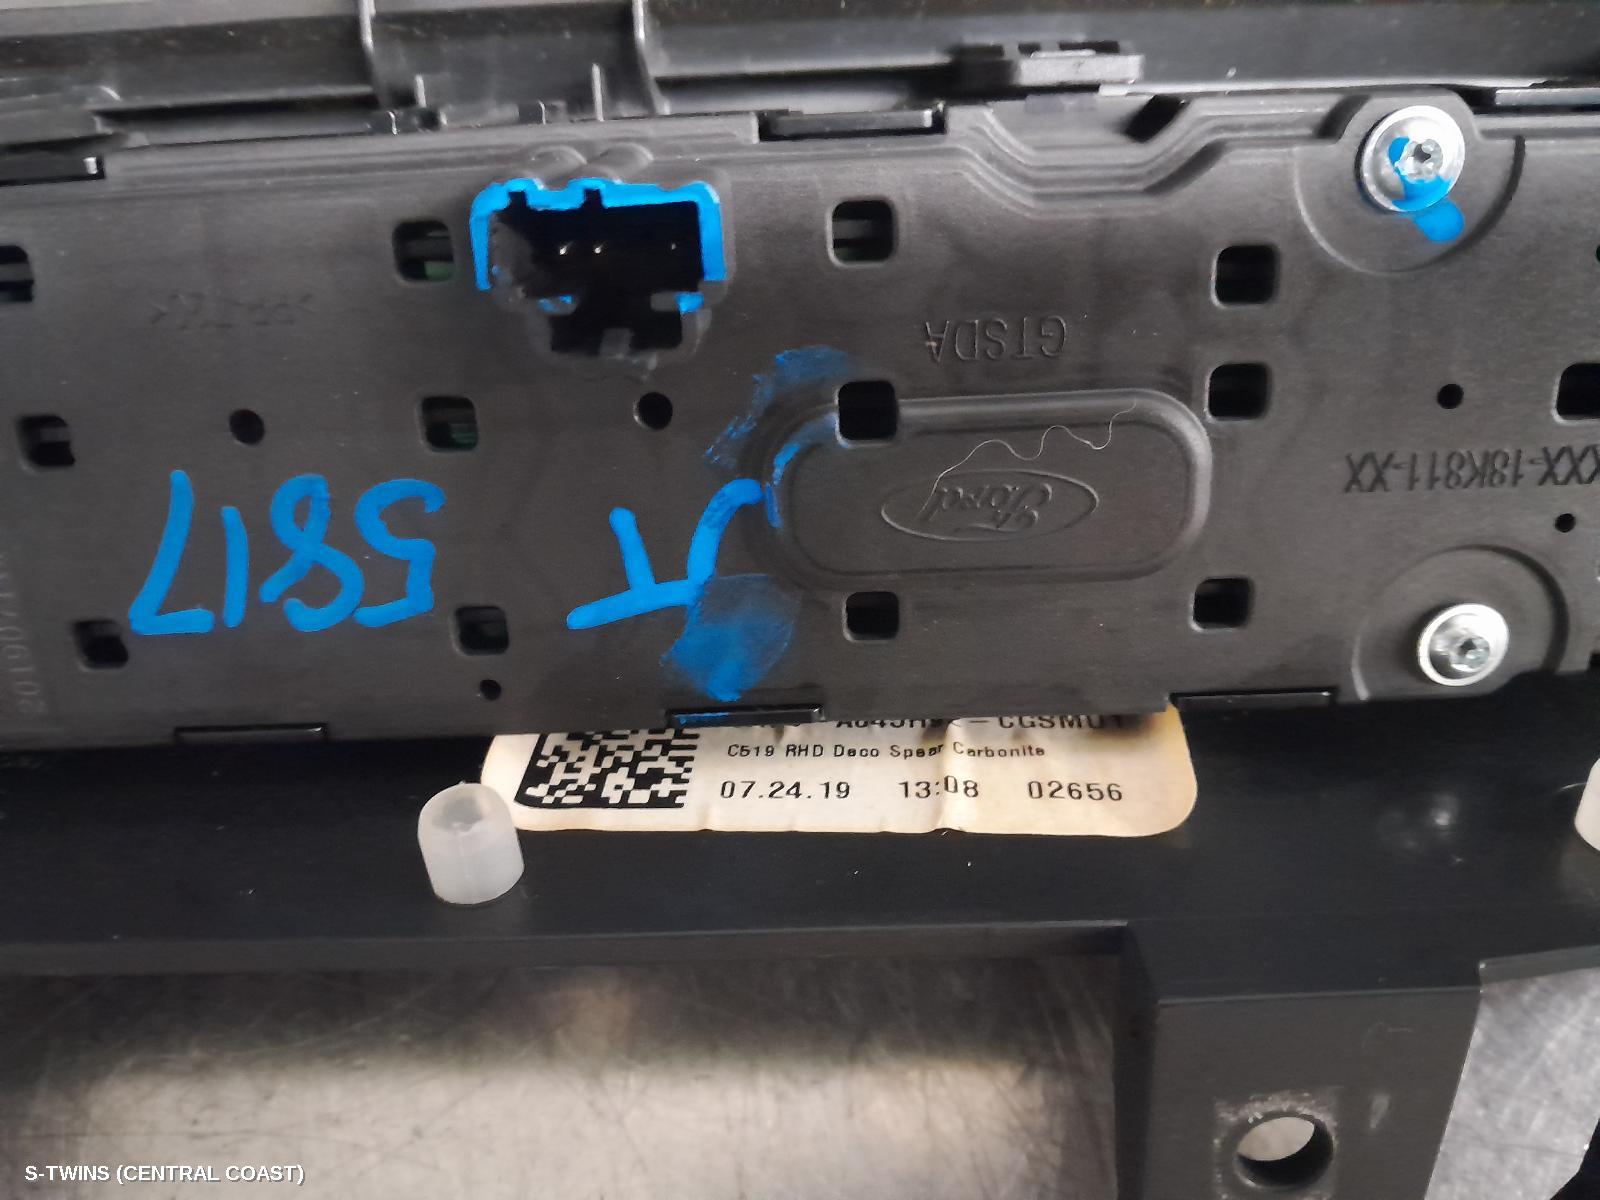 GTSDA
Ford
XXX-18K811-XX
5817
C519 RHD Deco Spear Carbonite
07.24.19 13:08 02656
S-TWINS (CENTRAL COAST)